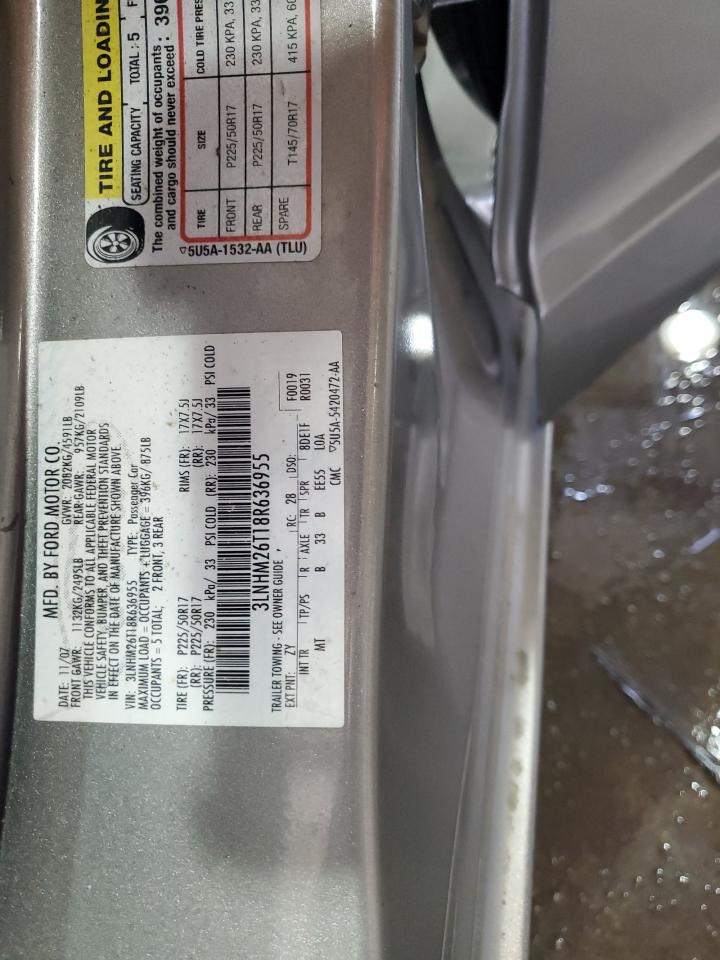 MFD. BY FORD MOTOR CO.
DATE: 11/07 GVWR: 2082KG/4591LB
FRONT GAWR: 1132KG/2495LB REAR GAWR: 957KG/2109LB
THIS VEHICLE CONFORMS TO ALL APPLICABLE FEDERAL MOTOR
VEHICLE SAFETY, BUMPER, AND THEFT PREVENTION STANDARDS
IN EFFECT ON THE DATE OF MANUFACTURE SHOWN ABOVE.
VIN: 3LNHM26T18R636955 TYPE: Passenger Car
MAXIMUM LOAD = OCCUPANTS + LUGGAGE = 396KG/ 875LB
OCCUPANTS = 5 TOTAL; 2 FRONT, 3 REAR
TIRE (FR): P225/50R17 RIMS (FR): 17X7.5J
(RR): P225/50R17 (RR): 17X7.5J
PRESSURE (FR): 230 kPa/ 33 PSI COLD (RR): 230 kPa/ 33 PSI COLD
3LNHM26T18R636955
TRAILER TOWING - SEE OWNER GUIDE
F0019
EXT PNT: ZY RC: 28 DSO: R0031
INT TR TP/PS R AXLE TR SPR 8DE1F
MT B 33 B EE55 LOA
CMC ▽5U5A-5420472-AA
TIRE AND LOADIN
SEATING CAPACITY TOTAL : 5 F
The combined weight of occupants
and cargo should never exceed : 396
TIRE SIZE COLD TIRE PRES
FRONT P225/50R17 230 KPA, 33
REAR P225/50R17 230 KPA, 33
SPARE T145/70R17 415 KPA, 60
▽5U5A-1532-AA (TLU)